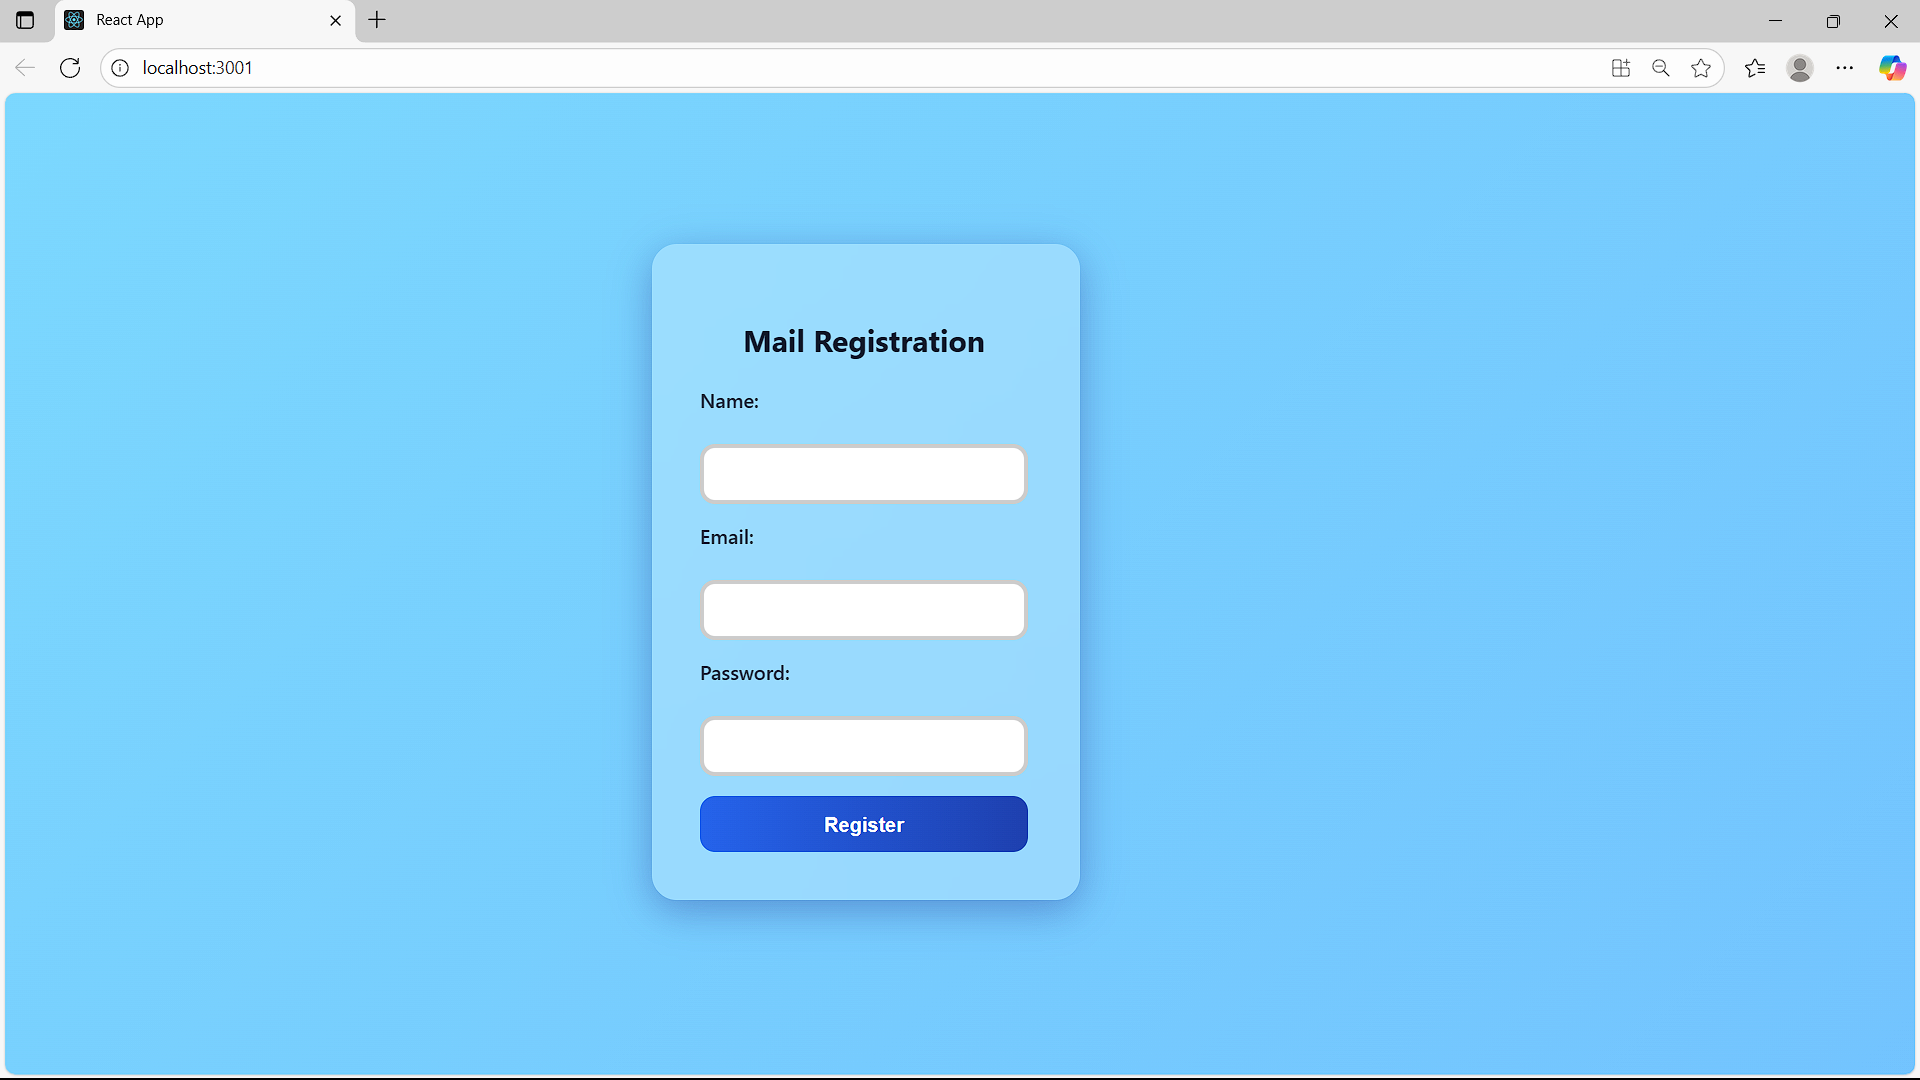 React App
localhost:3001
Mail Registration
Name:
Email:
Password:
Register